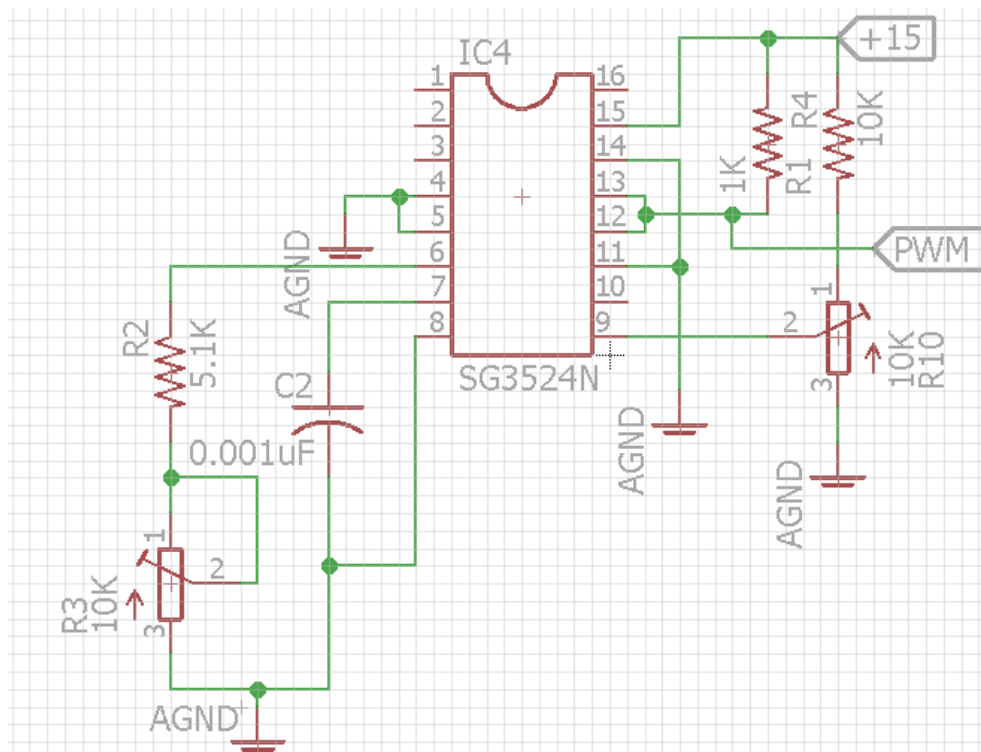 IC4
+15
1
2
3
4
5
6
7
8
16
15
14
13
12
11
10
9
SG3524N
R4
10K
1K
R1
PWM
AGND
R2
5.1K
C2
0.001uF
1
2
3
R3
10K
AGND
AGND
1
2
3
10K
R10
AGND